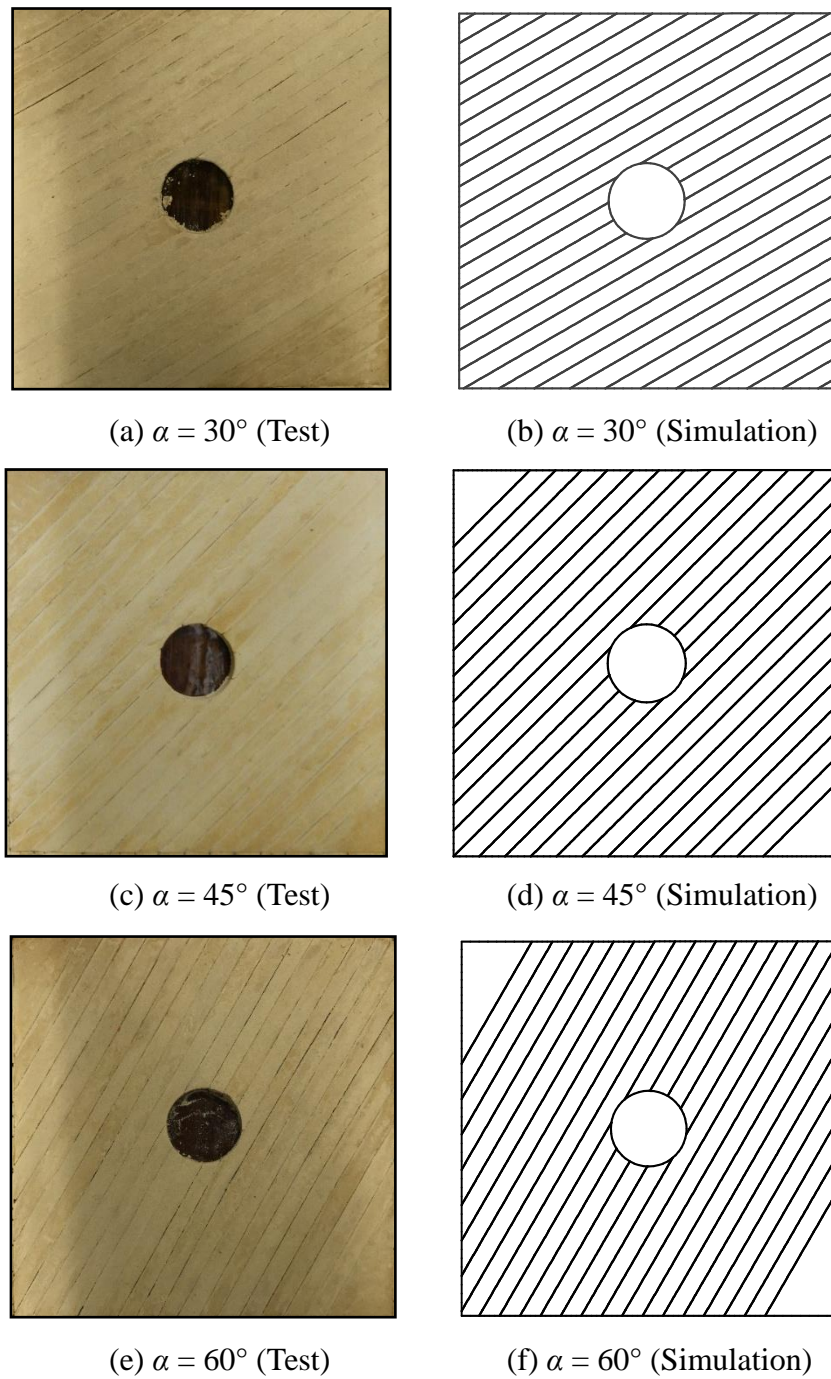 (a) α = 30° (Test)
(b) α = 30° (Simulation)
(c) α = 45° (Test)
(d) α = 45° (Simulation)
(e) α = 60° (Test)
(f) α = 60° (Simulation)